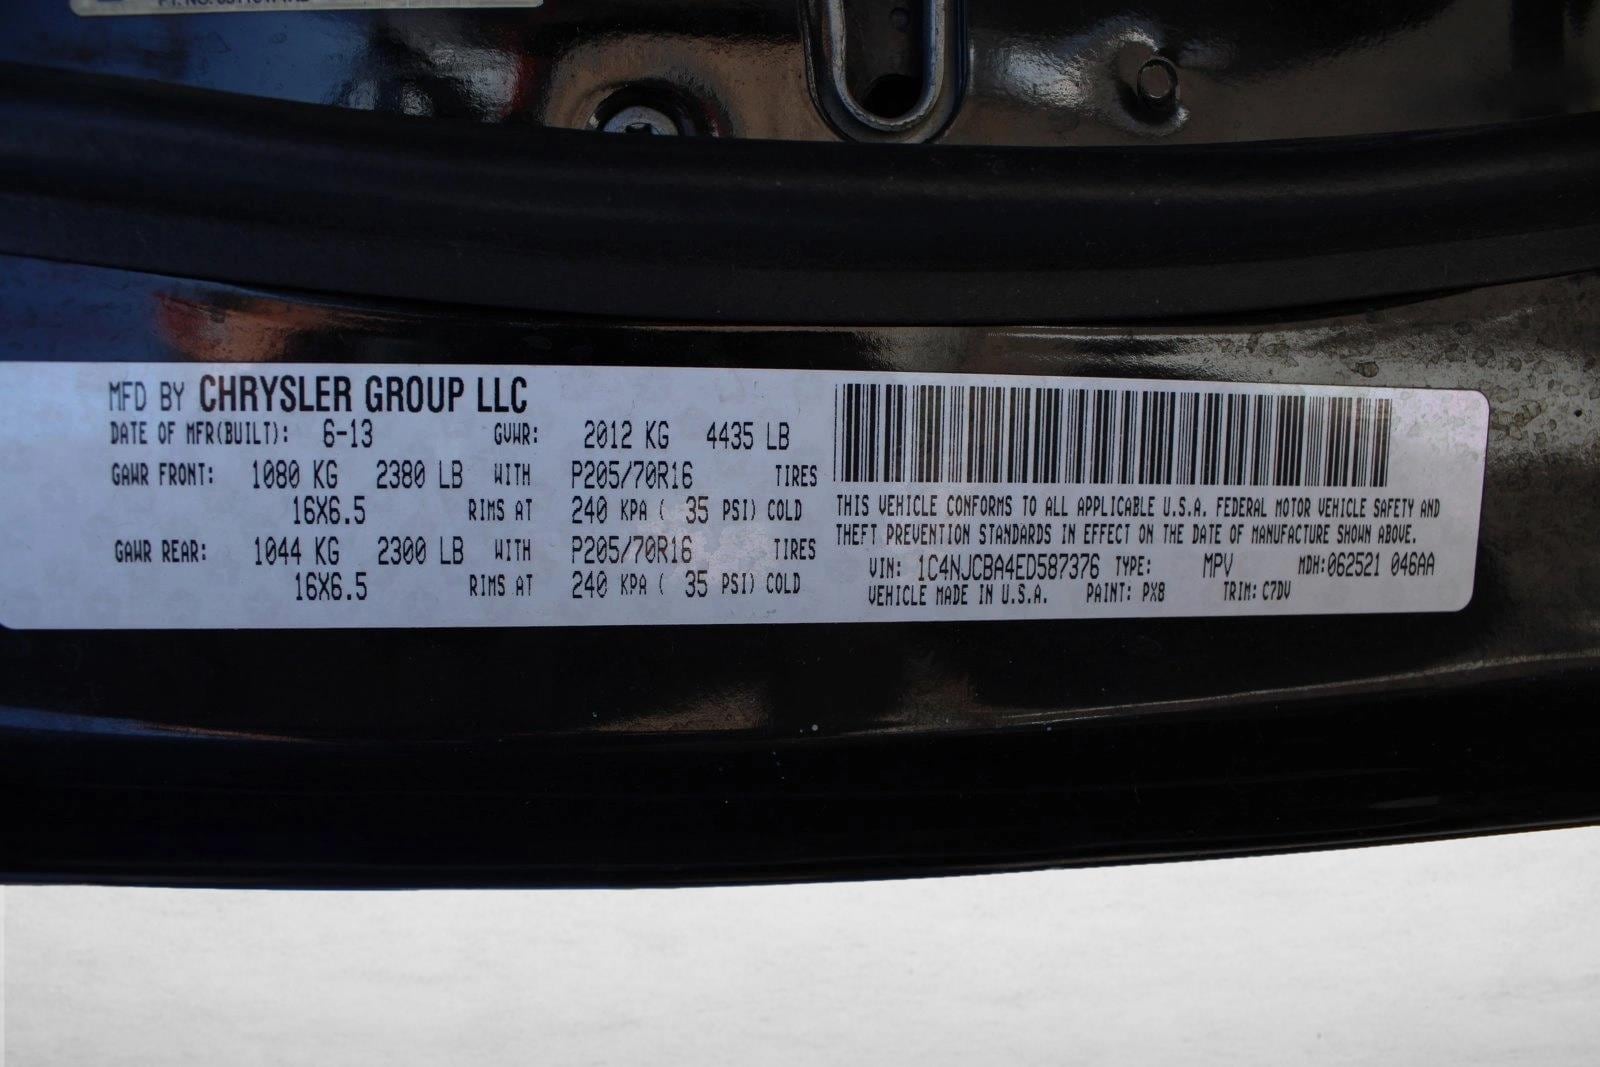 MFD BY CHRYSLER GROUP LLC
DATE OF MFR(BUILT): 6-13 GVWR: 2012 KG 4435 LB
GAWR FRONT: 1080 KG 2380 LB WITH P205/70R16 TIRES
16X6.5 RIMS AT 240 KPA ( 35 PSI) COLD
GAWR REAR: 1044 KG 2300 LB WITH P205/70R16 TIRES
16X6.5 RIMS AT 240 KPA ( 35 PSI) COLD
THIS VEHICLE CONFORMS TO ALL APPLICABLE U.S.A. FEDERAL MOTOR VEHICLE SAFETY AND
THEFT PREVENTION STANDARDS IN EFFECT ON THE DATE OF MANUFACTURE SHOWN ABOVE.
VIN: 1C4NJCBA4ED587376 TYPE: MPV MDH:062521 046AA
VEHICLE MADE IN U.S.A. PAINT: PX8 TRIM: C7DV